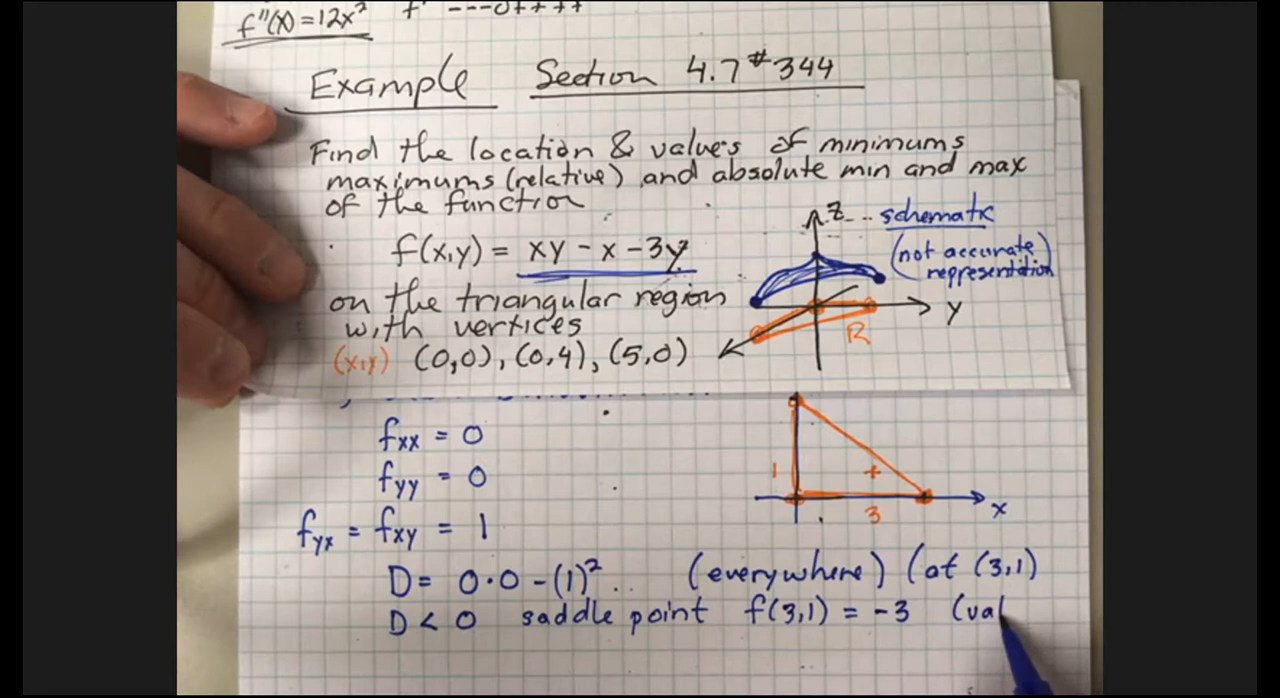 f''(x) = 12x² f' - - - 0 + + + +
Example Section 4.7 #344
Find the location & values of minimums
maximums (relative) and absolute min and max
of the function
f(x,y) = xy - x - 3y
on the triangular region
with vertices
(x,y) (0,0), (0,4), (5,0)
z
schematic
(not accurate
representation)
y
R
fxx = 0
fyy = 0
fyx = fxy = 1
D = 0·0 - (1)² (everywhere) (at (3,1)
D < 0 saddle point f(3,1) = -3 (val
1
+
3
x